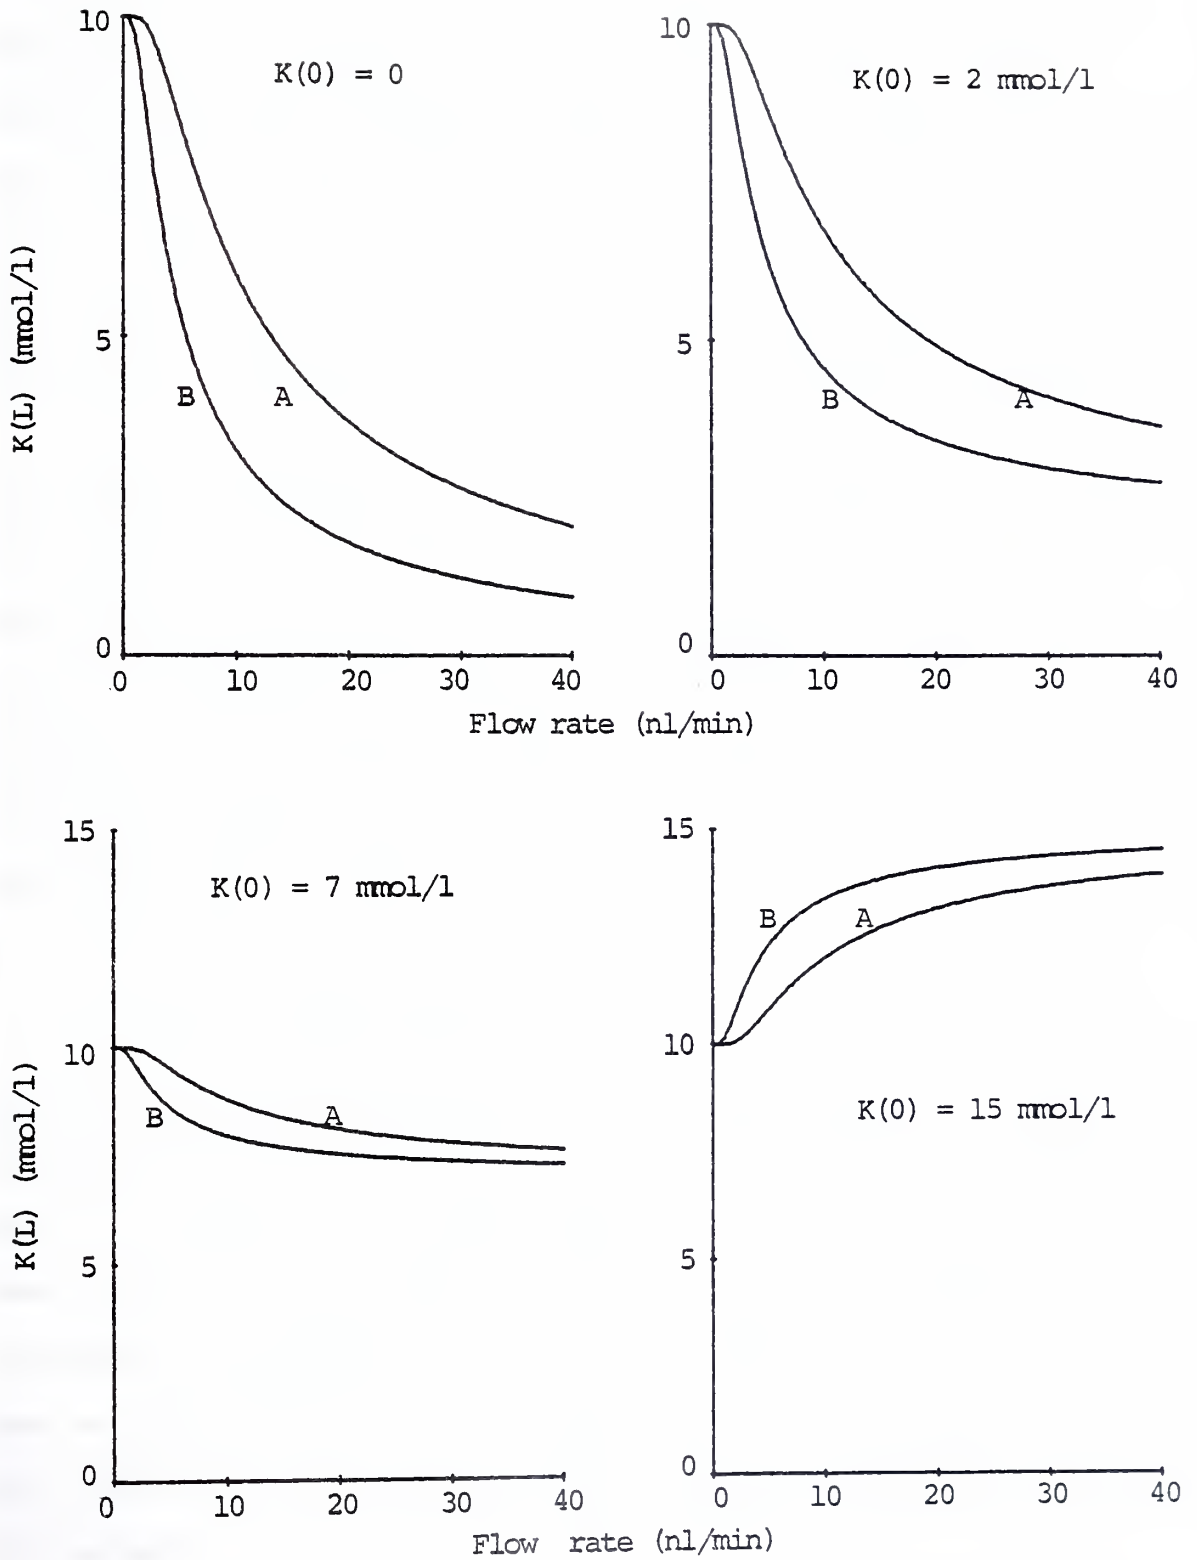 K(0) = 0
K(L) (mmol/l)
10
5
0
B
A
0 10 20 30 40
K(0) = 2 mmol/l
10
5
0
B
A
0 10 20 30 40
Flow rate (nl/min)
K(0) = 7 mmol/l
K(L) (mmol/l)
15
10
5
0
B
A
0 10 20 30 40
15
10
5
0
B
A
K(0) = 15 mmol/l
0 10 20 30 40
Flow rate (nl/min)